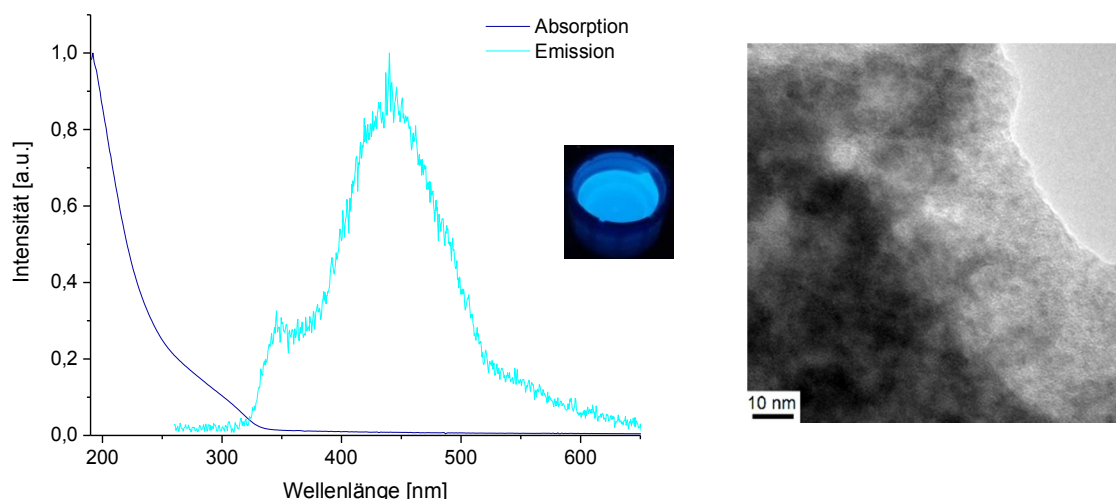 Absorption
Emission
1,0
0,8
0,6
0,4
0,2
0,0
Intensität [a.u.]
200
300
400
500
600
Wellenlänge [nm]
10 nm